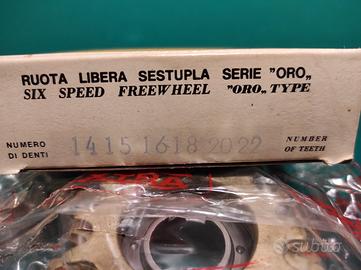 RUOTA LIBERA SESTUPLA SERIE "ORO„
SIX SPEED FREEWHEEL "ORO„ TYPE
NUMERO DI DENTI
14 15 16 18 20 22
NUMBER OF TEETH
subito